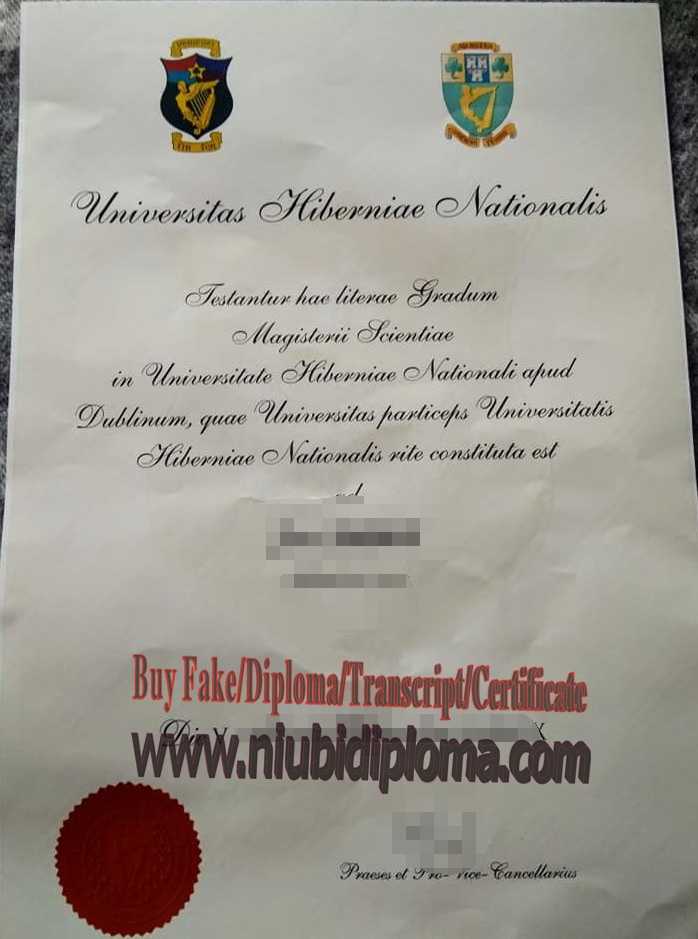 Universitas Hiberniae Nationalis
Testantur hae literae Gradum
Magisterii Scientiae
in Universitate Hiberniae Nationali apud
Dublinum, quae Universitas particeps Universitatis
Hiberniae Nationalis rite constituta est
Buy Fake/Diploma/Transcript/Certificate
Die
www.niubidiploma.com
Praeses et Pro-Vice-Cancellarius